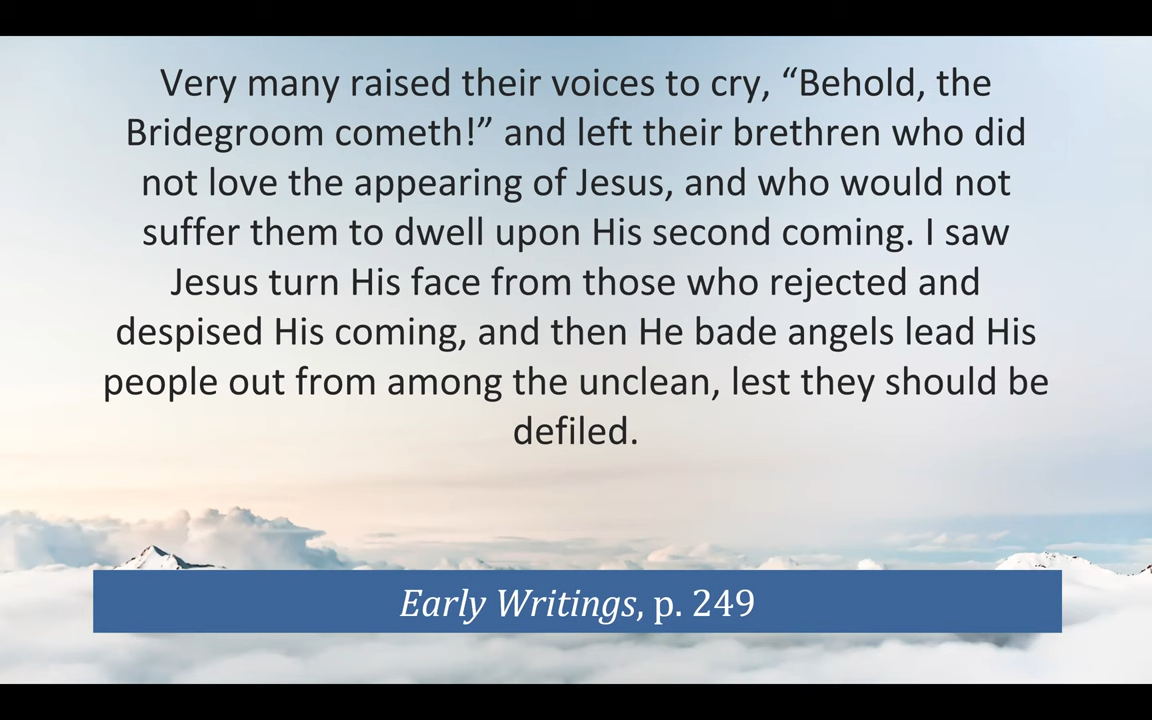 Very many raised their voices to cry, “Behold, the
Bridegroom cometh!” and left their brethren who did
not love the appearing of Jesus, and who would not
suffer them to dwell upon His second coming. I saw
Jesus turn His face from those who rejected and
despised His coming, and then He bade angels lead His
people out from among the unclean, lest they should be
defiled.
Early Writings, p. 249